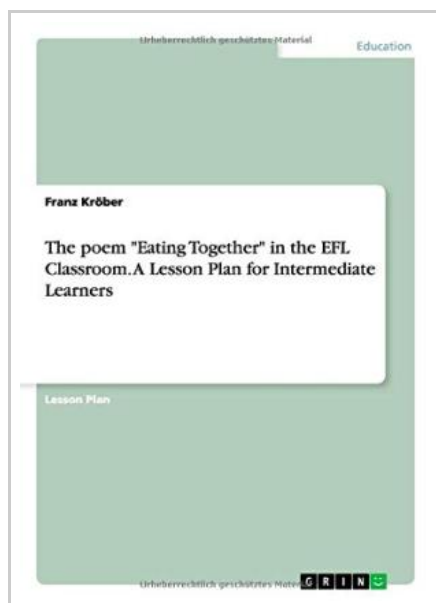 Urheberrechtlich geschütztes Material
Education
Franz Kröber
The poem "Eating Together" in the EFL
Classroom. A Lesson Plan for Intermediate
Learners
Lesson Plan
Urheberrechtlich geschütztes
GRIN